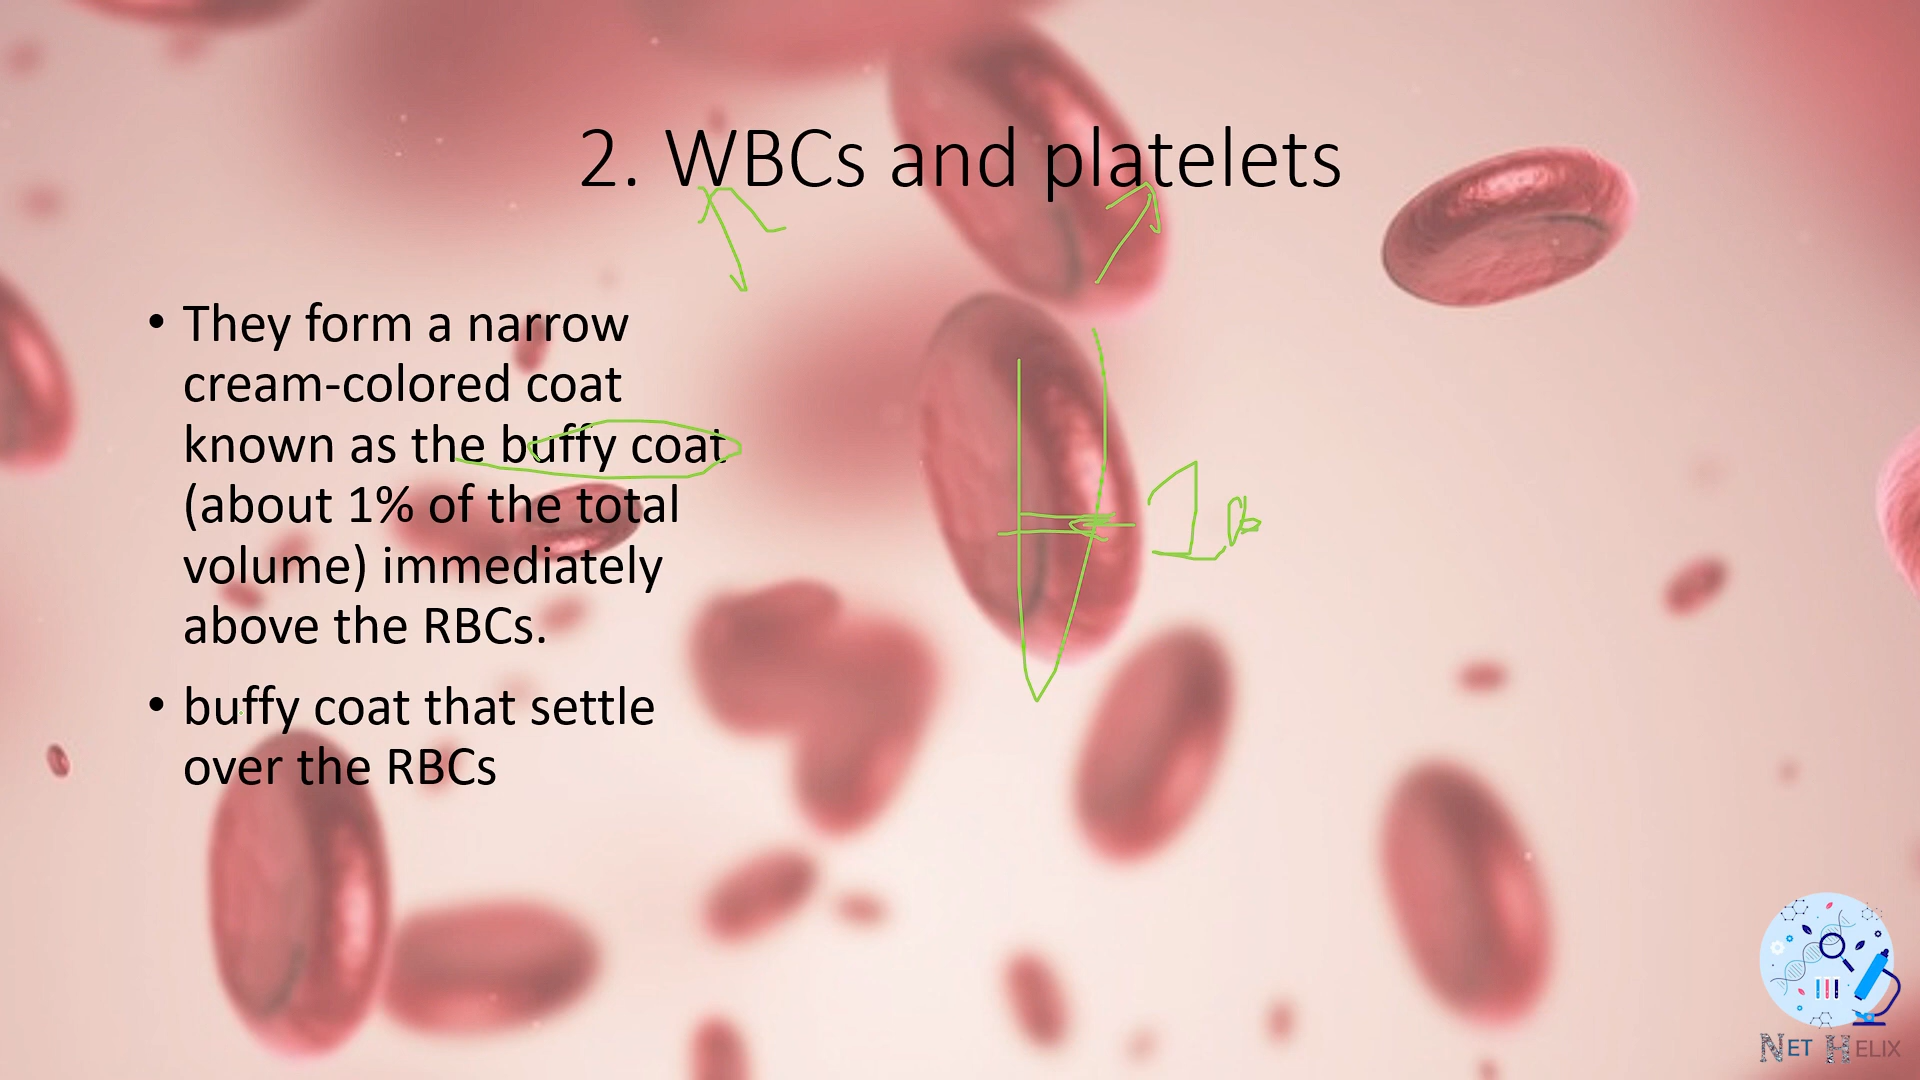 2. WBCs and platelets
• They form a narrow
cream-colored coat
known as the buffy coat
(about 1% of the total
volume) immediately
above the RBCs.
1%
• buffy coat that settle
over the RBCs
NET HELIX